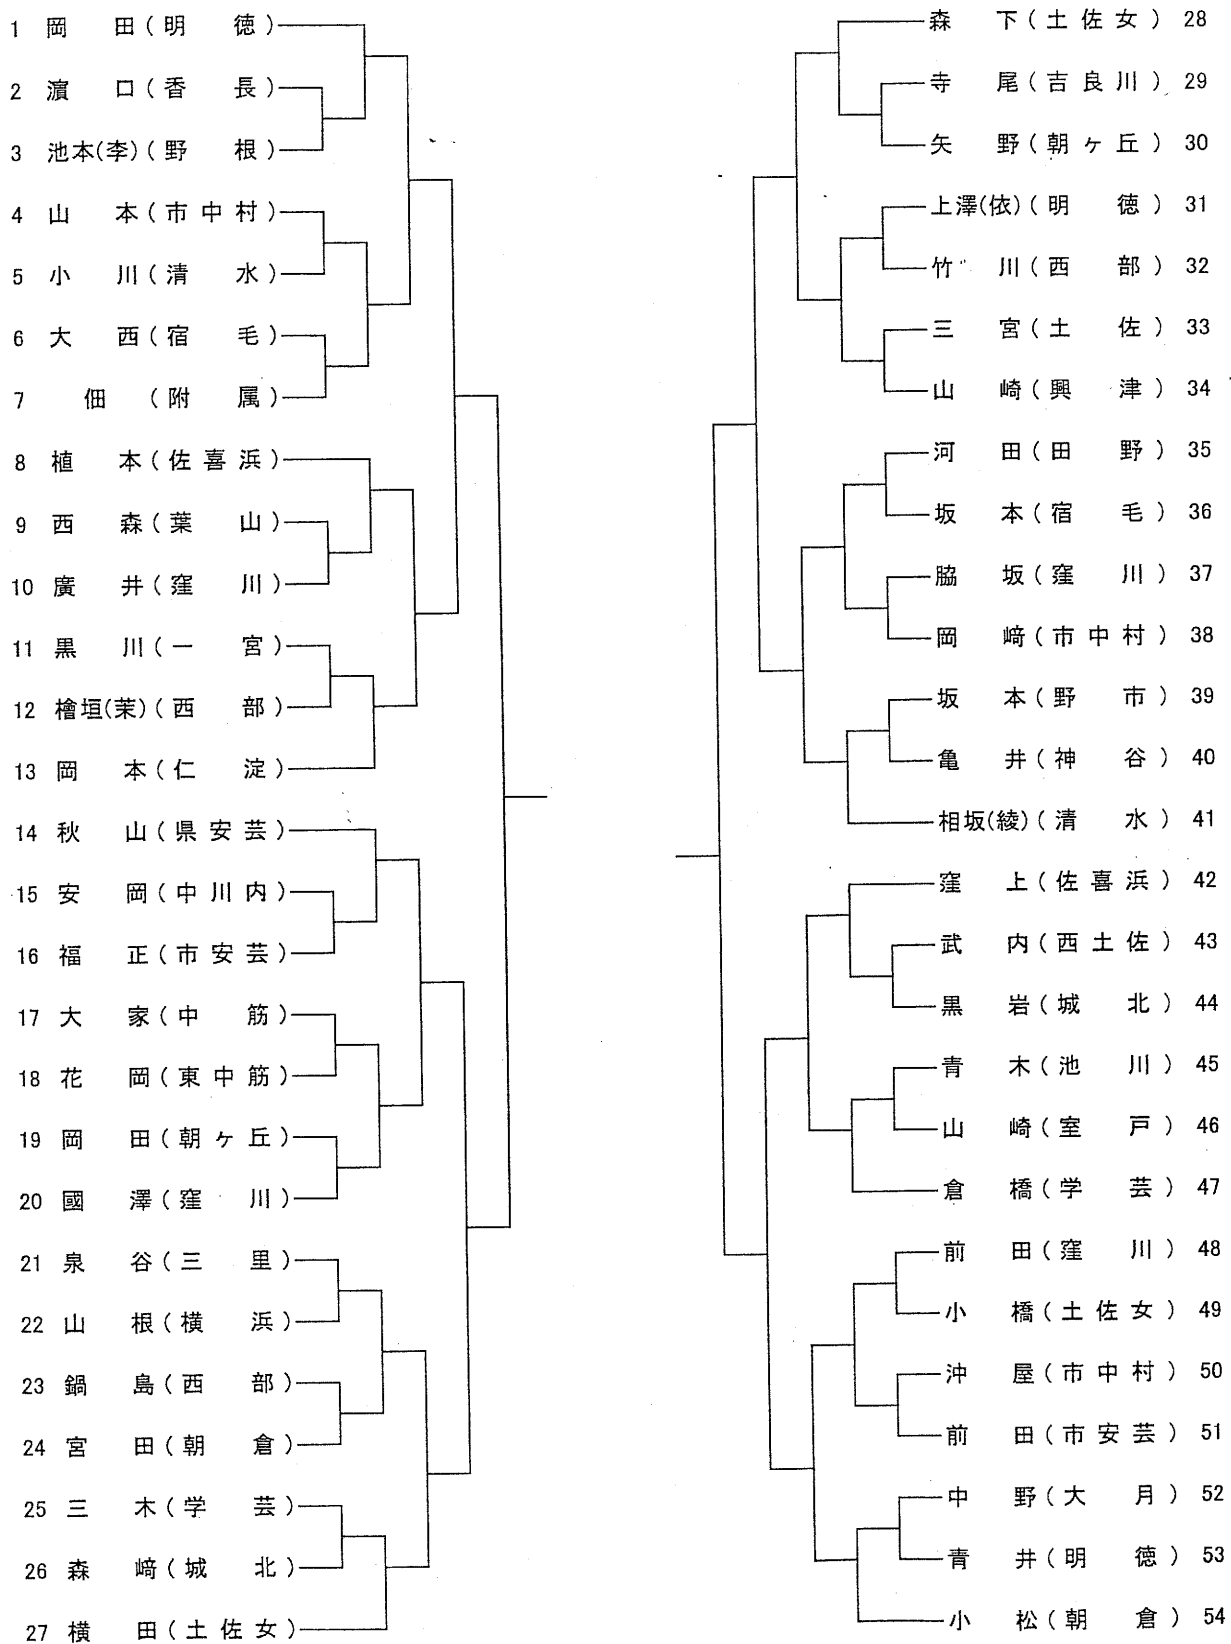 1 岡田(明徳)
2 濵口(香長)
3 池本(李)(野根)
4 山本(市中村)
5 小川(清水)
6 大西(宿毛)
7 佃(附属)
8 植本(佐喜浜)
9 西森(葉山)
10 廣井(窪川)
11 黒川(一宮)
12 檜垣(茉)(西部)
13 岡本(仁淀)
14 秋山(県安芸)
15 安岡(中川内)
16 福正(市安芸)
17 大家(中筋)
18 花岡(東中筋)
19 岡田(朝ヶ丘)
20 國澤(窪川)
21 泉谷(三里)
22 山根(横浜)
23 鍋島(西部)
24 宮田(朝倉)
25 三木(学芸)
26 森﨑(城北)
27 横田(土佐女)
森下(土佐女) 28
寺尾(吉良川) 29
矢野(朝ヶ丘) 30
上澤(依)(明徳) 31
竹川(西部) 32
三宮(土佐) 33
山崎(興津) 34
河田(田野) 35
坂本(宿毛) 36
脇坂(窪川) 37
岡﨑(市中村) 38
坂本(野市) 39
亀井(神谷) 40
相坂(綾)(清水) 41
窪上(佐喜浜) 42
武内(西土佐) 43
黒岩(城北) 44
青木(池川) 45
山崎(室戸) 46
倉橋(学芸) 47
前田(窪川) 48
小橋(土佐女) 49
沖屋(市中村) 50
前田(市安芸) 51
中野(大月) 52
青井(明徳) 53
小松(朝倉) 54